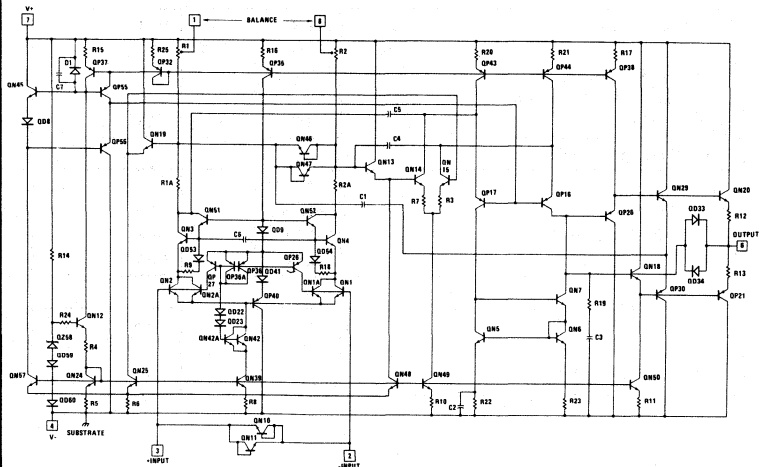 V+
7
1
BALANCE
8
R15
QP37
R25
QP32
R1
R16
QP36
R2
R20
QP43
R21
QP44
R17
QP38
D1
C7
QN45
QP55
QD8
QP56
QN19
C5
QN46
C4
QN47
QN13
QN14
QN
15
R1A
R2A
C1
R7
R3
QP17
QP16
QN29
QN20
QP25
R12
QD33
OUTPUT
6
QN51
QN52
QD9
QN3
C6
QN4
QD53
QD54
R14
R9
QP
27
QP26
R18
QD41
QN2
QN2A
QP40
QN1A
QN1
QD34
R13
QN18
QP30
QP21
QN7
R19
QD22
QD23
QN42A
QN42
R24
QN12
QN5
QN6
C3
QZ58
R4
QD59
QN57
QN24
QN25
QN39
QN48
QN49
QN50
QD60
R5
R6
R8
R10
C2
R22
R23
R11
4
V-
SUBSTRATE
QN10
QN11
3
+INPUT
2
-INPUT